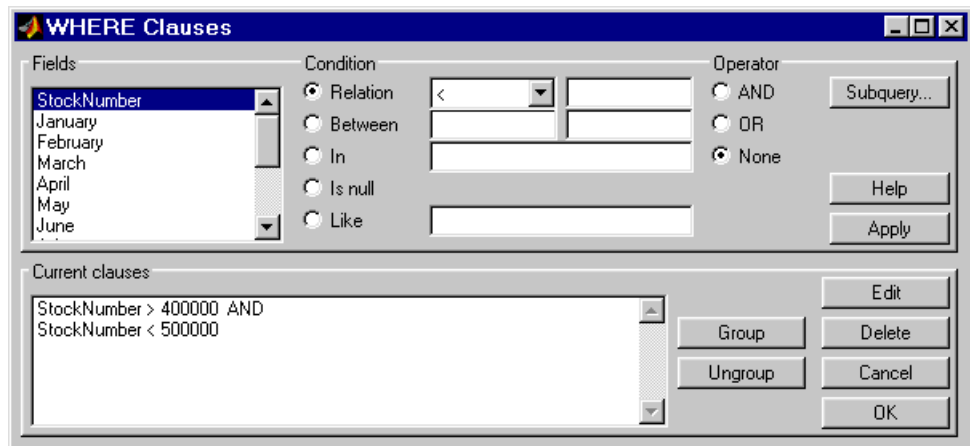 WHERE Clauses
Fields
StockNumber
January
February
March
April
May
June
Condition
Relation
<
Between
In
Is null
Like
Operator
AND
OR
None
Subquery...
Help
Apply
Current clauses
StockNumber > 400000 AND
StockNumber < 500000
Group
Ungroup
Edit
Delete
Cancel
OK